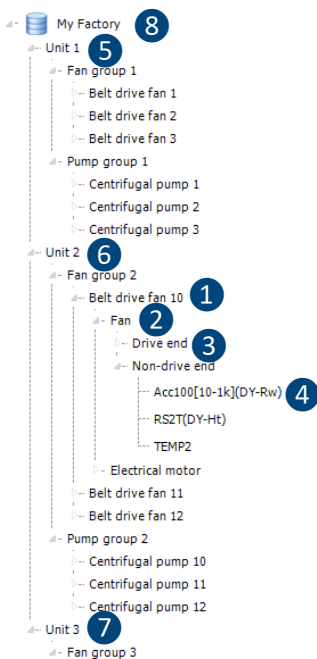 My Factory 8
Unit 1 5
Fan group 1
Belt drive fan 1
Belt drive fan 2
Belt drive fan 3
Pump group 1
Centrifugal pump 1
Centrifugal pump 2
Centrifugal pump 3
Unit 2 6
Fan group 2
Belt drive fan 10 1
Fan 2
Drive end 3
Non-drive end
Acc100[10-1k](DY-Rw) 4
RS2T(DY-Ht)
TEMP2
Electrical motor
Belt drive fan 11
Belt drive fan 12
Pump group 2
Centrifugal pump 10
Centrifugal pump 11
Centrifugal pump 12
Unit 3 7
Fan group 3